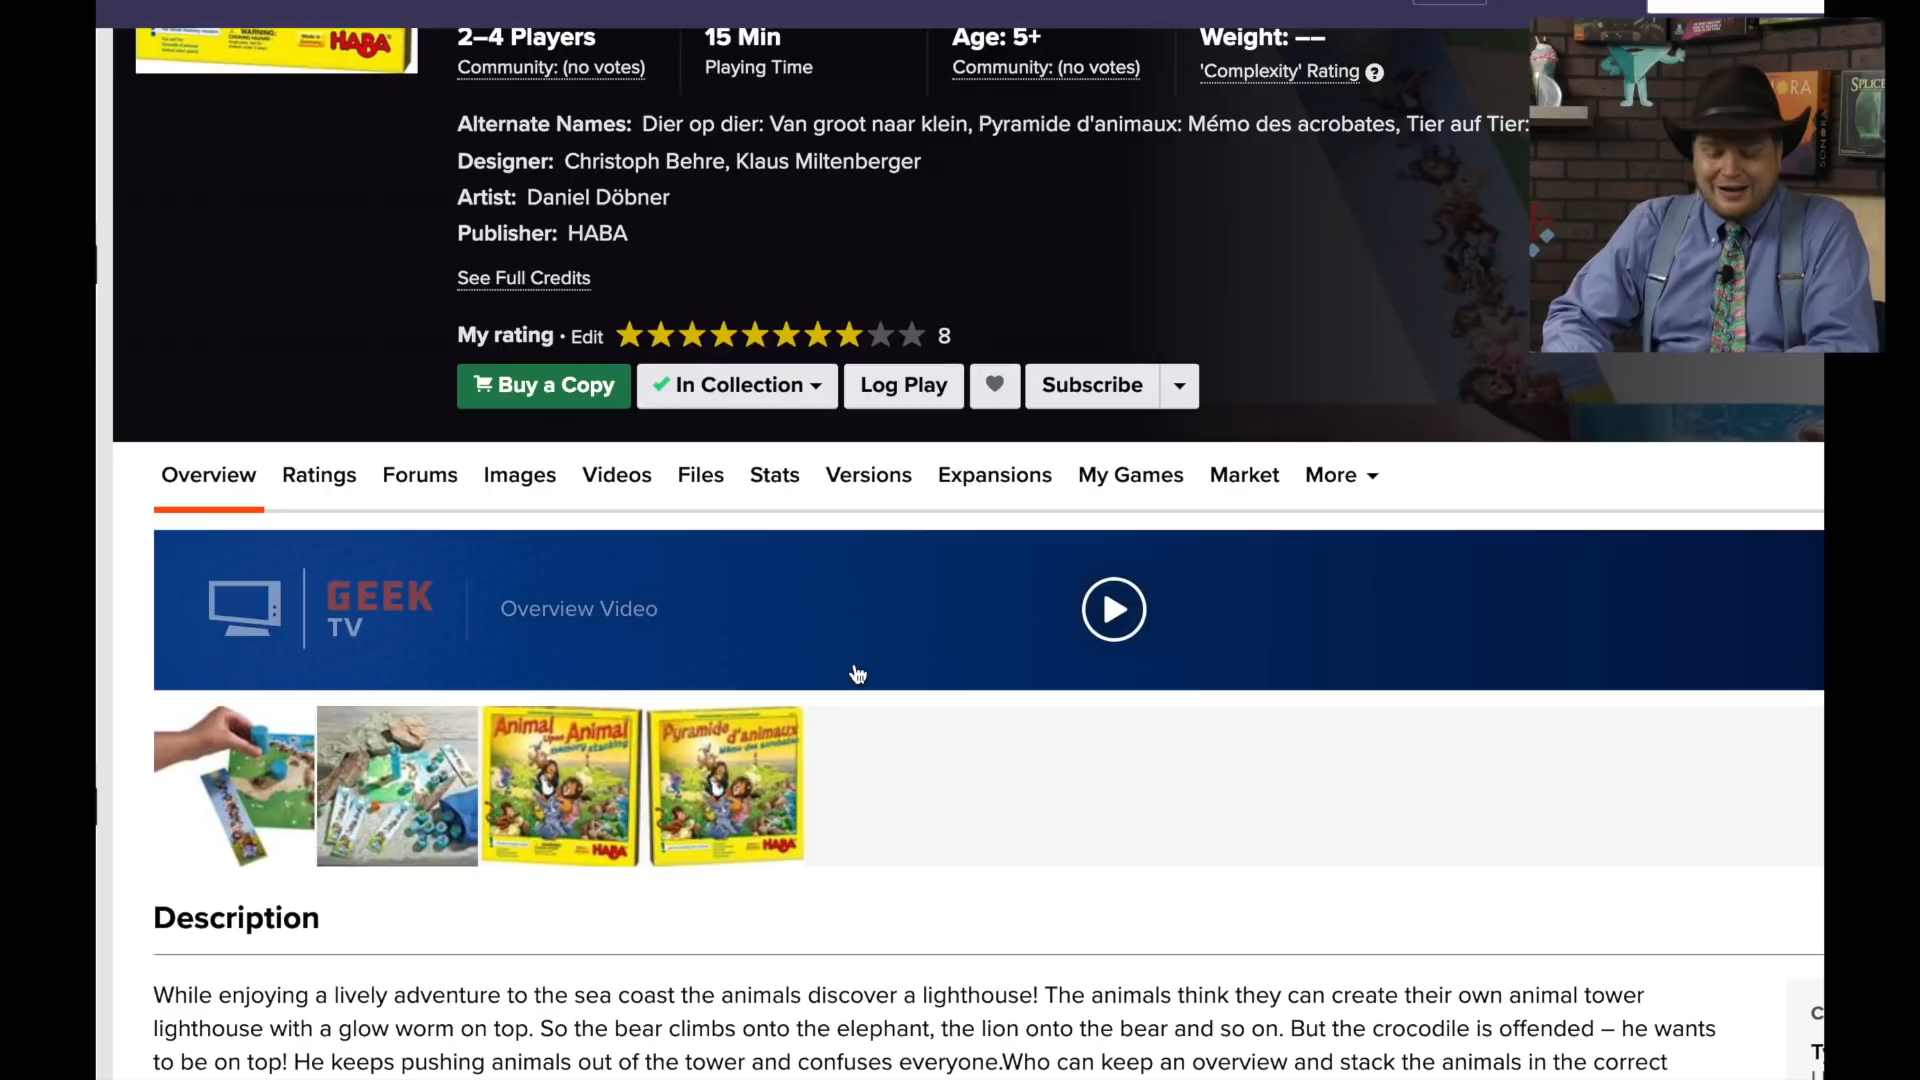 HABA
2–4 Players
15 Min
Age: 5+
Weight: ––
Community: (no votes)
Playing Time
Community: (no votes)
'Complexity' Rating ?
Alternate Names: Dier op dier: Van groot naar klein, Pyramide d'animaux: Mémo des acrobates, Tier auf Tier:
Designer: Christoph Behre, Klaus Miltenberger
Artist: Daniel Döbner
Publisher: HABA
See Full Credits
My rating · Edit
8
Buy a Copy
In Collection
Log Play
Subscribe
SPLICE
SONORA
Overview Ratings Forums Images Videos Files Stats Versions Expansions My Games Market More
GEEK
TV
Overview Video
Animal Upon Animal
memory stacking
HABA
Pyramide d'animaux
Mémo des acrobates
HABA
Description
While enjoying a lively adventure to the sea coast the animals discover a lighthouse! The animals think they can create their own animal tower
lighthouse with a glow worm on top. So the bear climbs onto the elephant, the lion onto the bear and so on. But the crocodile is offended – he wants
to be on top! He keeps pushing animals out of the tower and confuses everyone.Who can keep an overview and stack the animals in the correct